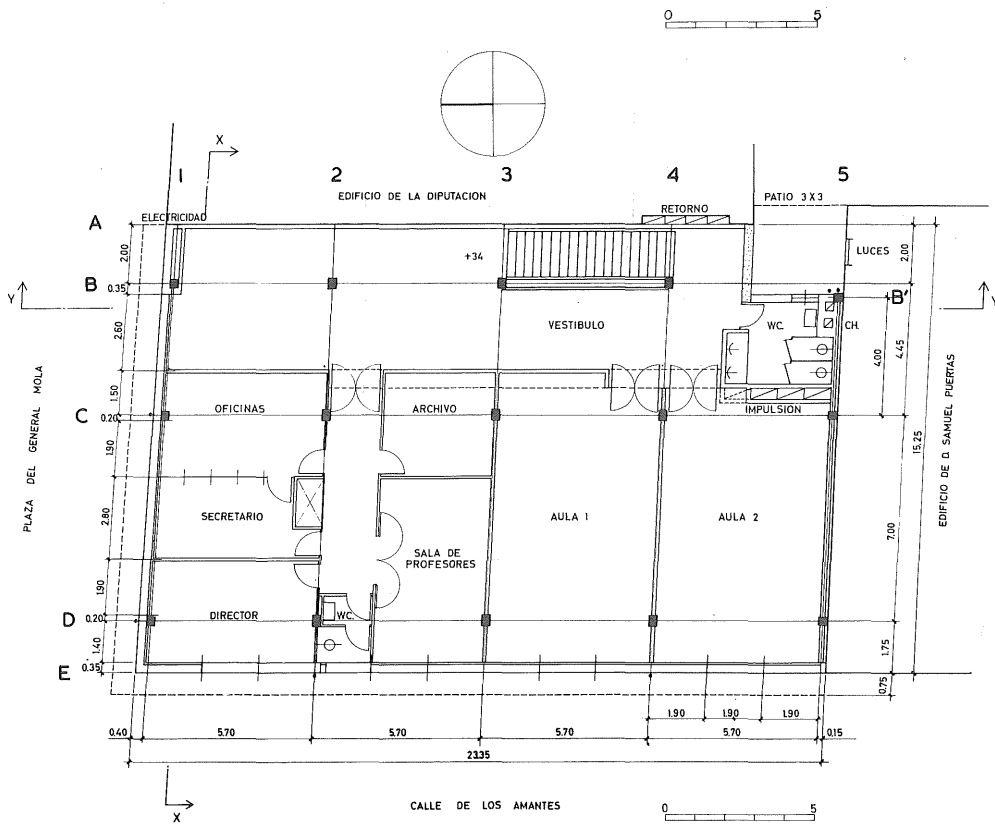 0 5
X
1 2 3 4 5
EDIFICIO DE LA DIPUTACION
PATIO 3 X 3
RETORNO
ELECTRICIDAD
A
2.00
+34
LUCES
2.00
B
0.35
B'
Y
Y
VESTIBULO
WC.
CH.
2.60
4.00
4.45
PLAZA DEL GENERAL MOLA
EDIFICIO DE D. SAMUEL PUERTAS
1.50
OFICINAS
ARCHIVO
IMPULSION
C
0.20
1.90
15.25
SECRETARIO
AULA 1
AULA 2
2.80
7.00
SALA DE
PROFESORES
1.90
DIRECTOR
WC.
D
0.20
1.40
1.75
E
0.35
0.75
1.90 1.90 1.90
0.40 5.70 5.70 5.70 5.70 0.15
23.35
X
CALLE DE LOS AMANTES
0 5